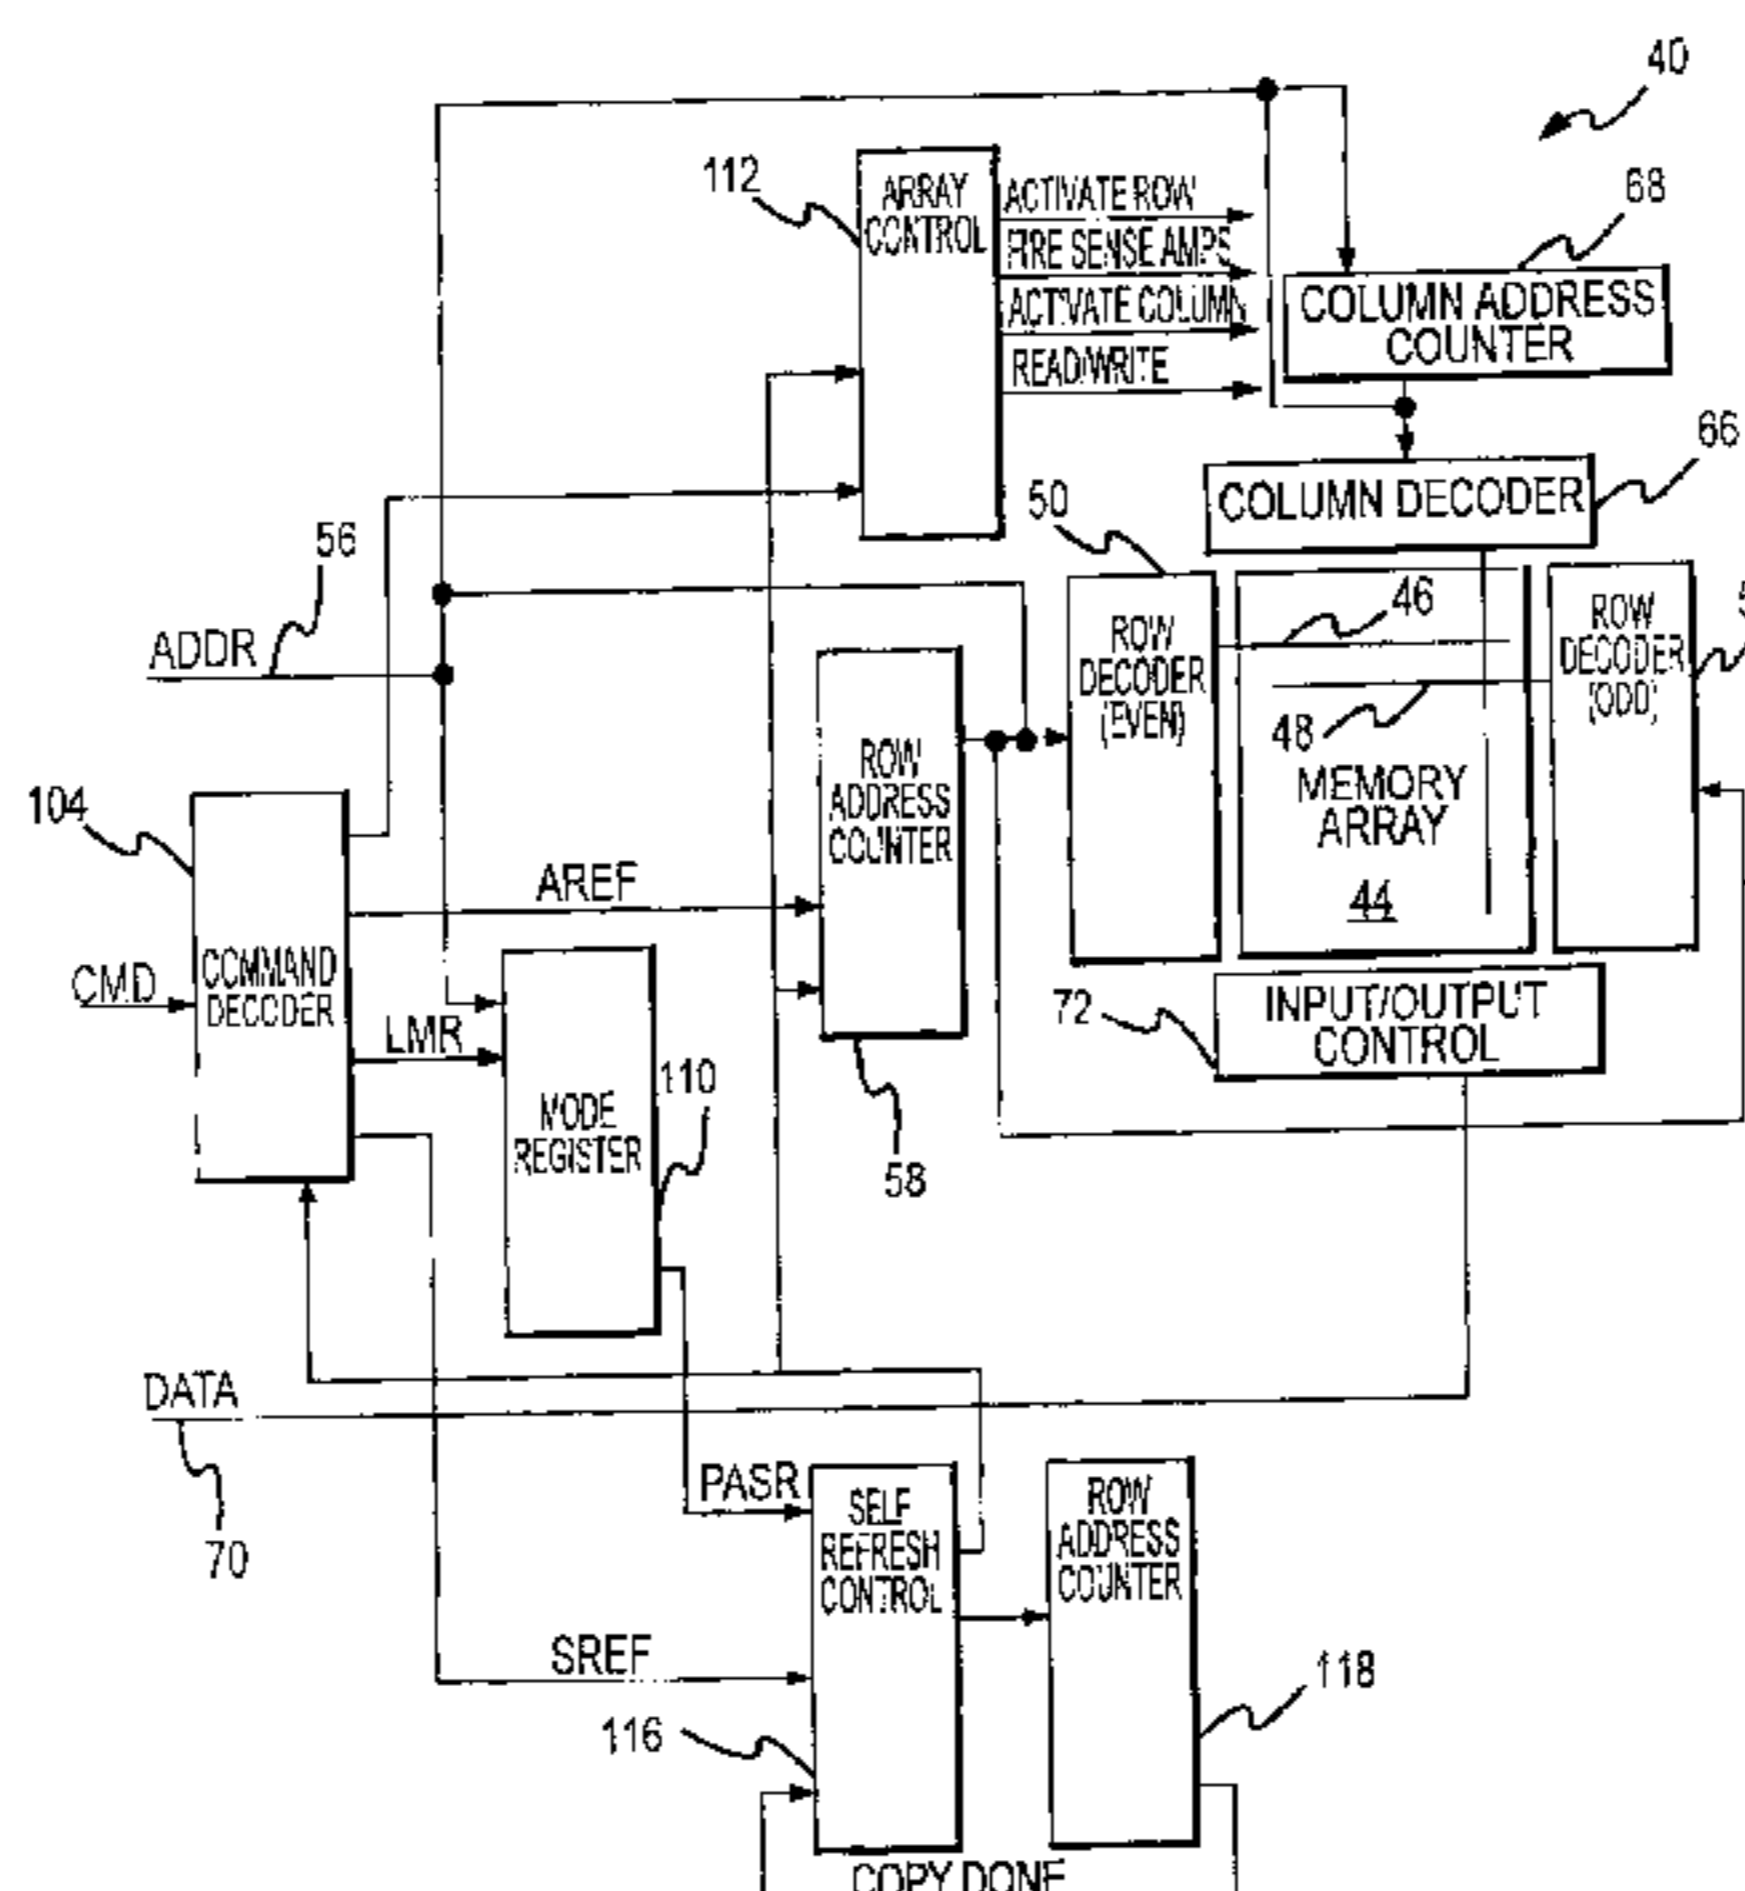 40
112
ARRAY
CONTROL
ACTIVATE ROW
FIRE SENSE AMPS
ACTIVATE COLUMN
READ/WRITE
68
COLUMN ADDRESS
COUNTER
66
COLUMN DECODER
50
56
ADDR
ROW
DECODER
(EVEN)
46
48
MEMORY
ARRAY
44
ROW
DECODER
(ODD)
ROW
ADDRESS
COUNTER
58
104
COMMAND
DECODER
CMD
AREF
LMR
MODE
REGISTER
110
72
INPUT/OUTPUT
CONTROL
DATA
70
PASR
SELF
REFRESH
CONTROL
ROW
ADDRESS
COUNTER
SREF
116
118
COPY DONE